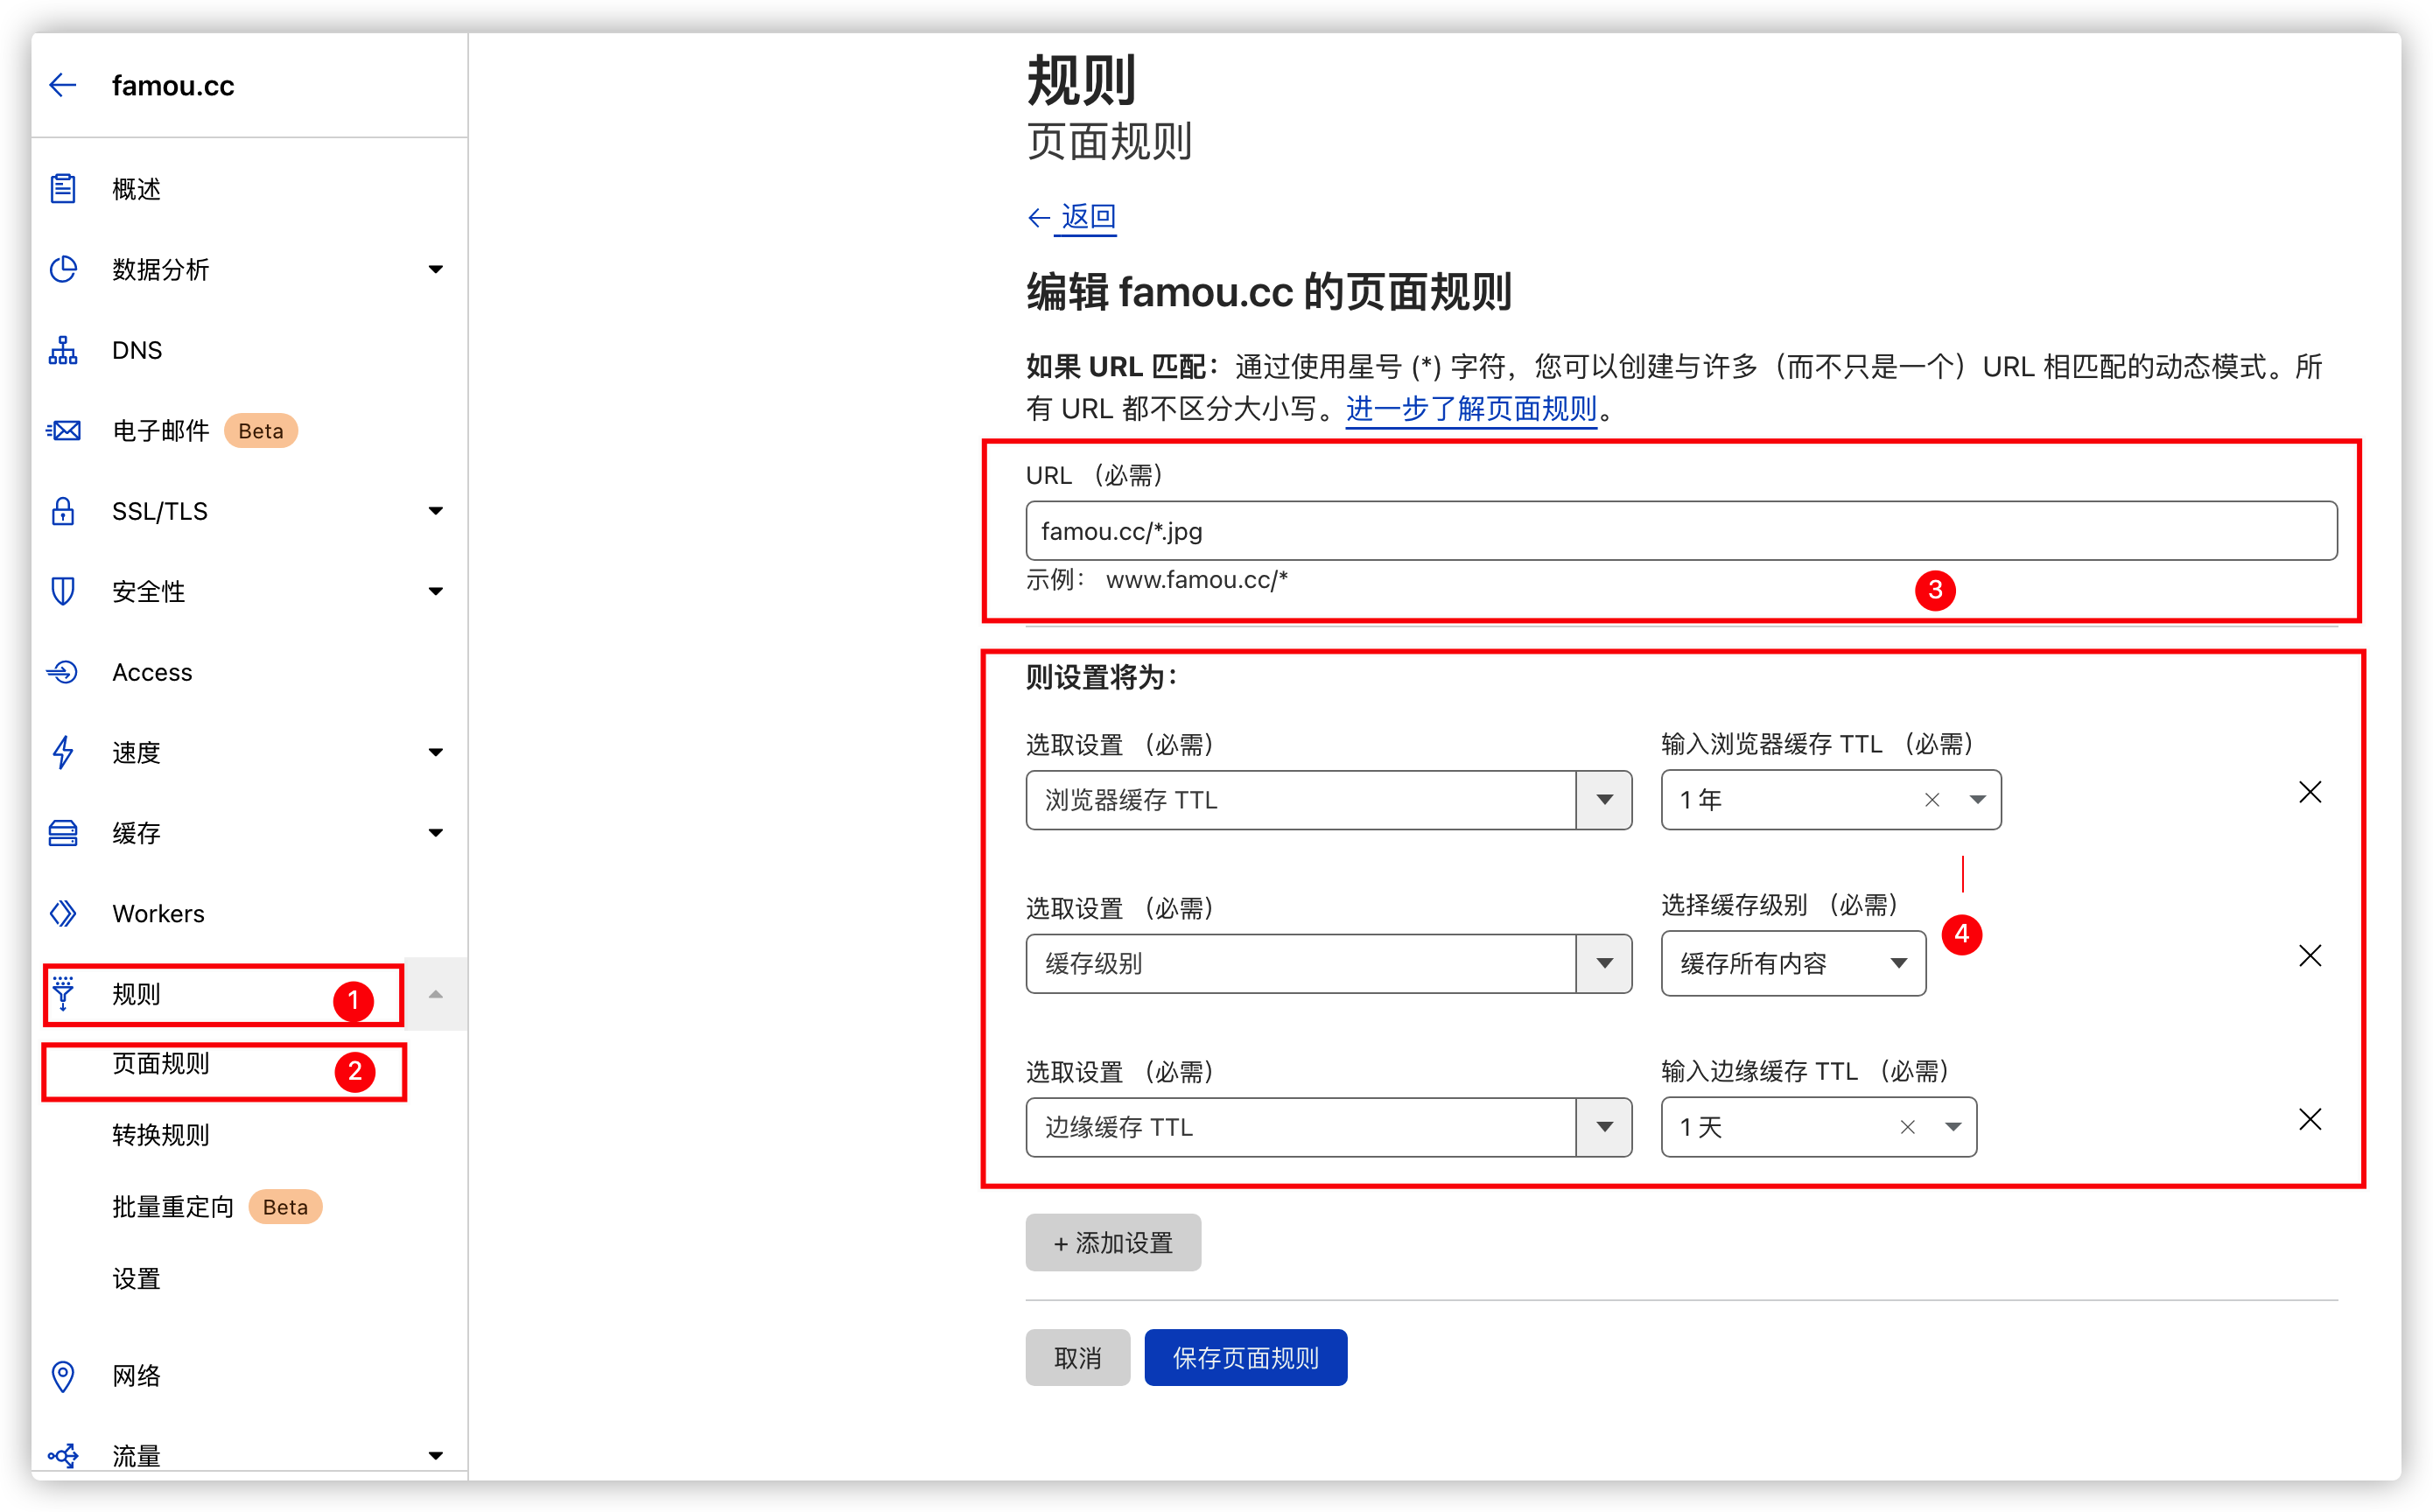 famou.cc
概述
数据分析
DNS
电子邮件 Beta
SSL/TLS
安全性
Access
速度
缓存
Workers
规则 1
页面规则 2
转换规则
批量重定向 Beta
设置
网络
流量
规则
页面规则
← 返回
编辑 famou.cc 的页面规则
如果 URL 匹配：通过使用星号 (*) 字符，您可以创建与许多（而不只是一个）URL 相匹配的动态模式。所
有 URL 都不区分大小写。进一步了解页面规则。
URL （必需）
famou.cc/*.jpg
示例： www.famou.cc/*
3
则设置将为：
选取设置 （必需） 输入浏览器缓存 TTL （必需）
浏览器缓存 TTL 1 年
选取设置 （必需） 选择缓存级别 （必需）
4
缓存级别 缓存所有内容
选取设置 （必需） 输入边缘缓存 TTL （必需）
边缘缓存 TTL 1 天
+ 添加设置
取消 保存页面规则